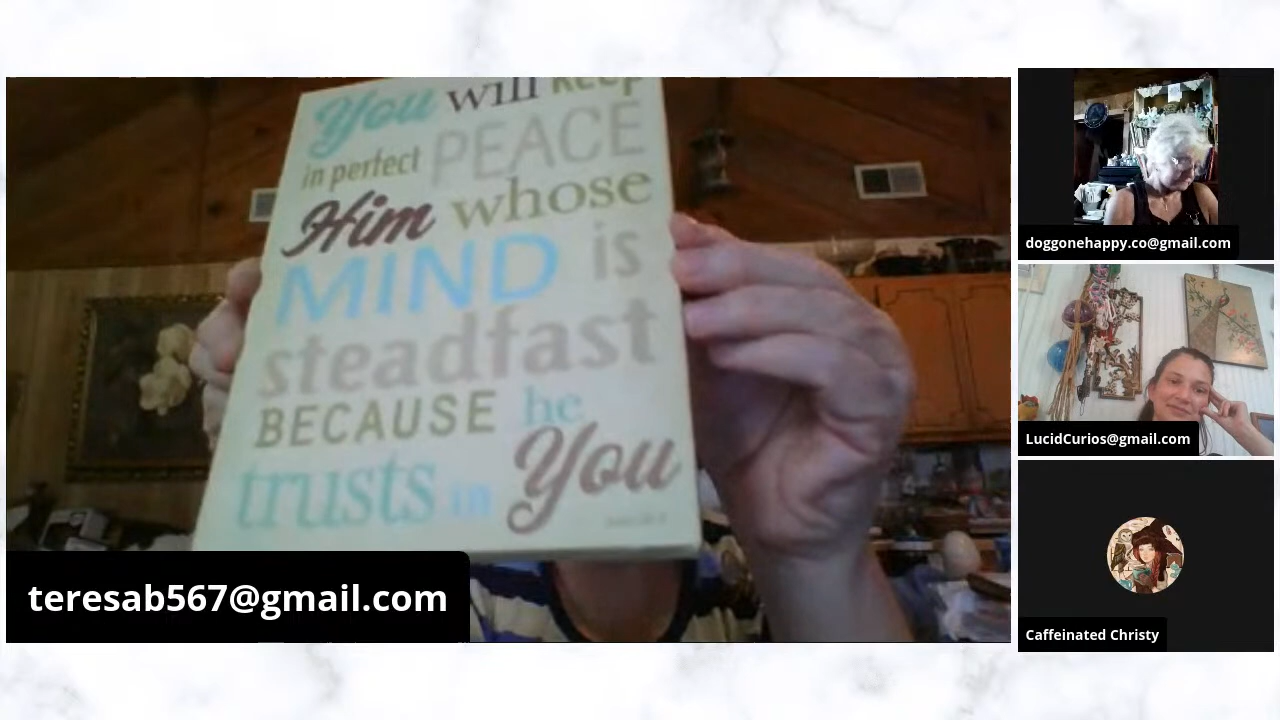 You will keep
in perfect PEACE
Him whose
MIND is
steadfast
BECAUSE he
trusts in You
teresab567@gmail.com
doggonehappy.co@gmail.com
LucidCurios@gmail.com
Caffeinated Christy